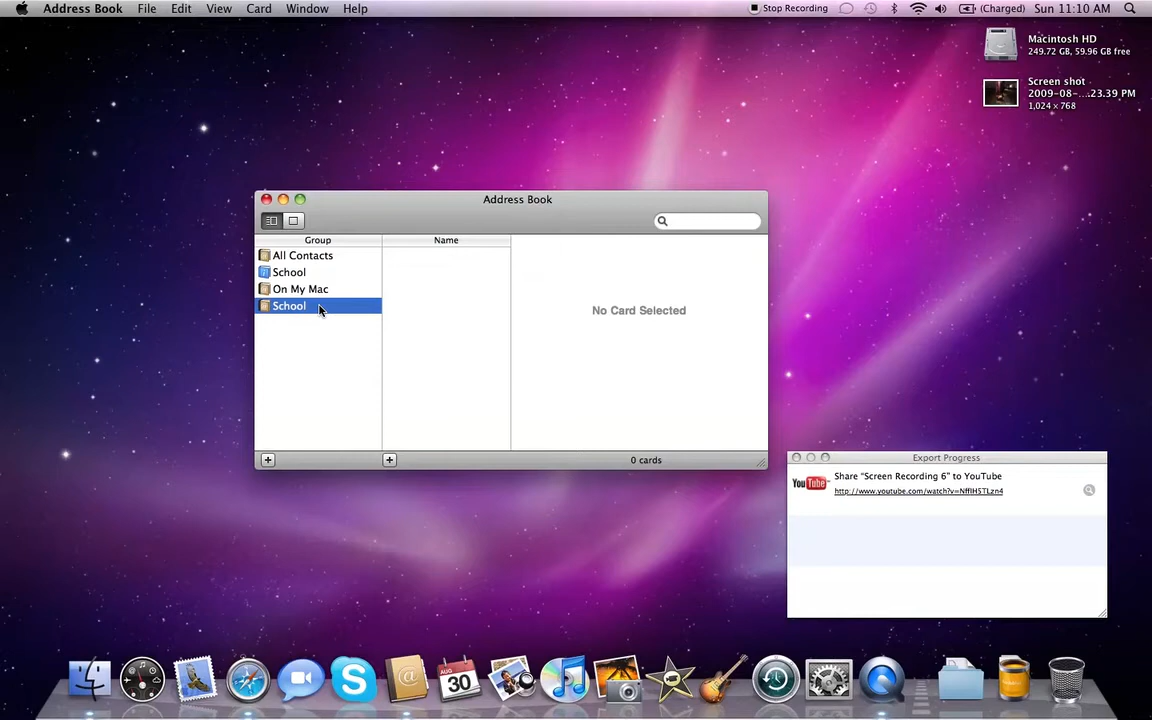 Address Book File Edit View Card Window Help
Stop Recording (Charged) Sun 11:10 AM
Macintosh HD
249.72 GB, 59.96 GB free
Screen shot
2009-08-....23.39 PM
1,024 × 768
Address Book
Group Name
All Contacts
School
On My Mac
School
No Card Selected
0 cards
Export Progress
YouTube
Share “Screen Recording 6” to YouTube
30